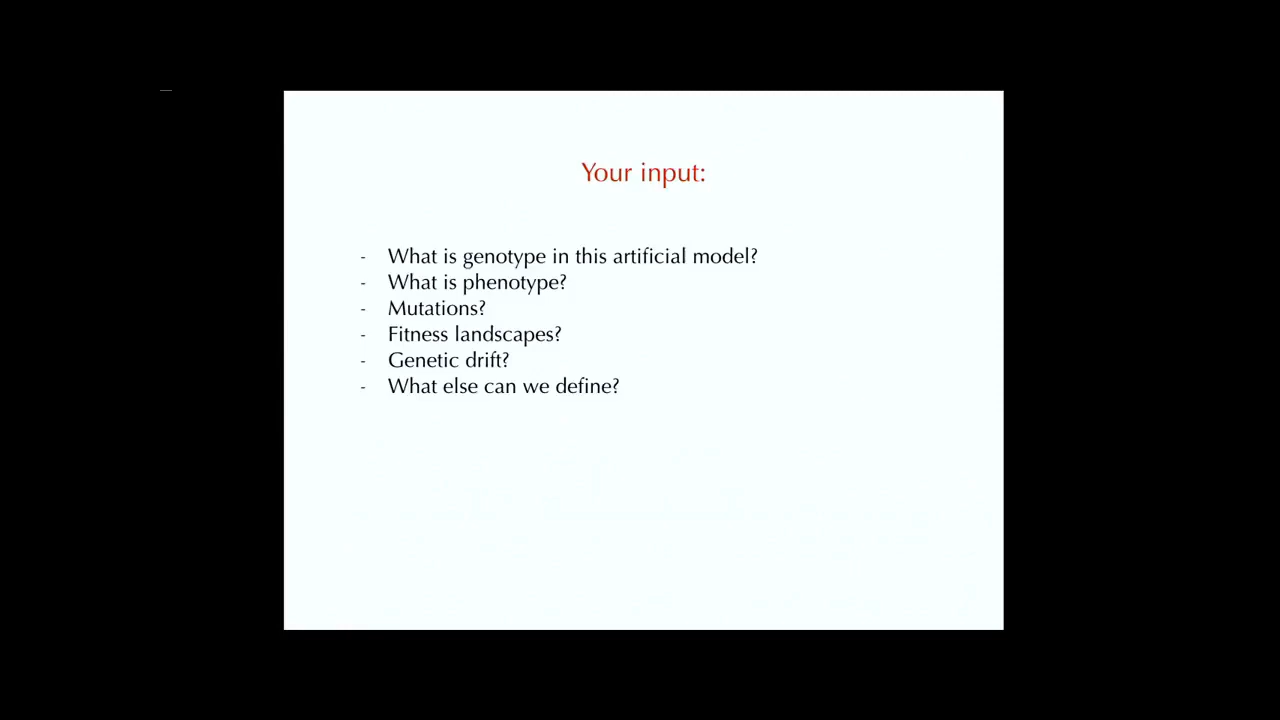 Your input:
- What is genotype in this artificial model?
- What is phenotype?
- Mutations?
- Fitness landscapes?
- Genetic drift?
- What else can we define?